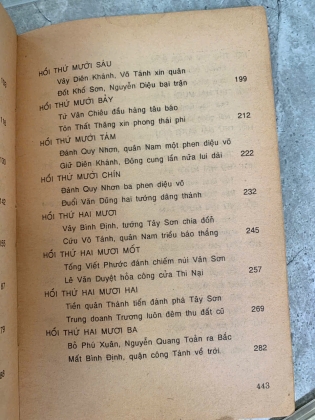 HỒI THỨ MƯỜI SÁU
Vây Diên Khánh, Võ Tánh xin quân
Đốt Khố Sơn, Nguyễn Diệu bại trận 199
HỒI THỨ MƯỜI BẢY
Từ Văn Chiêu đầu hàng tâu báo
Tôn Thất Thăng xin phong thái phi 212
HỒI THỨ MƯỜI TÁM
Đánh Quy Nhơn, quân Nam một phen diệu võ
Giữ Diên Khánh, Đông cung lần nữa lui dài 222
HỒI THỨ MƯỜI CHÍN
Đánh Quy Nhơn ba phen diệu võ
Đuổi Văn Dũng hai tướng dâng thành 232
HỒI THỨ HAI MƯƠI
Vây Bình Định, tướng Tây Sơn chia đồn
Cứu Võ Tánh, quân Nam triều báo thắng 245
HỒI THỨ HAI MƯƠI MỐT
Tống Viết Phước đánh chiếm núi Vân Sơn
Lê Văn Duyệt hỏa công cửa Thi Nại 257
HỒI THỨ HAI MƯƠI HAI
Tiền quân Thành tiến đánh phá Tây Sơn
Trung doanh Trương luôn đêm thu đất cũ 269
HỒI THỨ HAI MƯƠI BA
Bỏ Phú Xuân, Nguyễn Quang Toản ra Bắc
Mất Bình Định, quận công Tánh về trời. 282
443